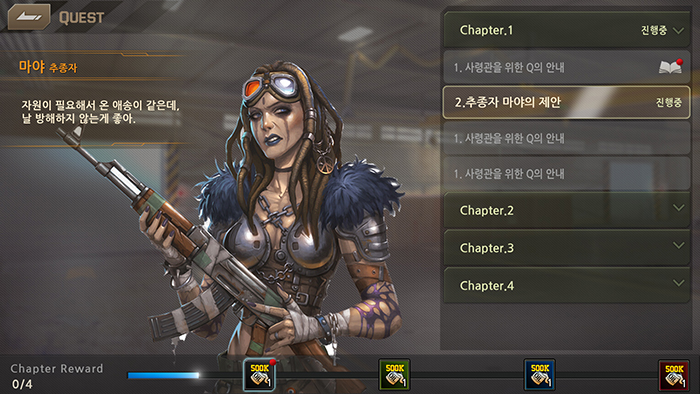 QUEST
마야 추종자
자원이 필요해서 온 애송이 같은데,
날 방해하지 않는게 좋아.
Chapter.1 진행중
1. 사령관을 위한 Q의 안내
2.추종자 마야의 제안 진행중
1. 사령관을 위한 Q의 안내
1. 사령관을 위한 Q의 안내
Chapter.2
Chapter.3
Chapter.4
Chapter Reward
0/4
500K 1
500K 1
500K 1
500K 1